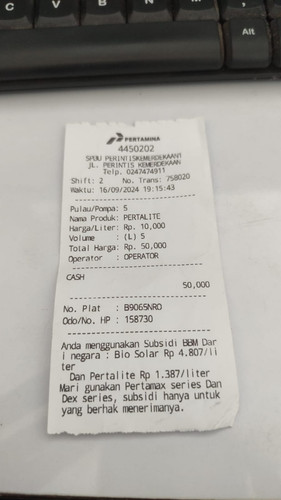 C
V
B
N
M
Alt
PERTAMINA
4450202
SPBU PERINTISKEMERDEKAAN1
JL. PERINTIS KEMERDEKAAN
Telp. 0247474911
Shift: 2 No. Trans: 758020
Waktu: 16/09/2024 19:15:43
Pulau/Pompa: 5
Nama Produk: PERTALITE
Harga/Liter: Rp. 10,000
Volume : (L) 5
Total Harga: Rp. 50,000
Operator : OPERATOR
CASH
50,000
No. Plat : B9065NRO
Odo/No. HP : 158730
Anda menggunakan Subsidi BBM Dar
i negara : Bio Solar Rp 4.807/li
ter
Dan Pertalite Rp 1.387/liter
Mari gunakan Pertamax series Dan
Dex series, subsidi hanya untuk
yang berhak menerimanya.